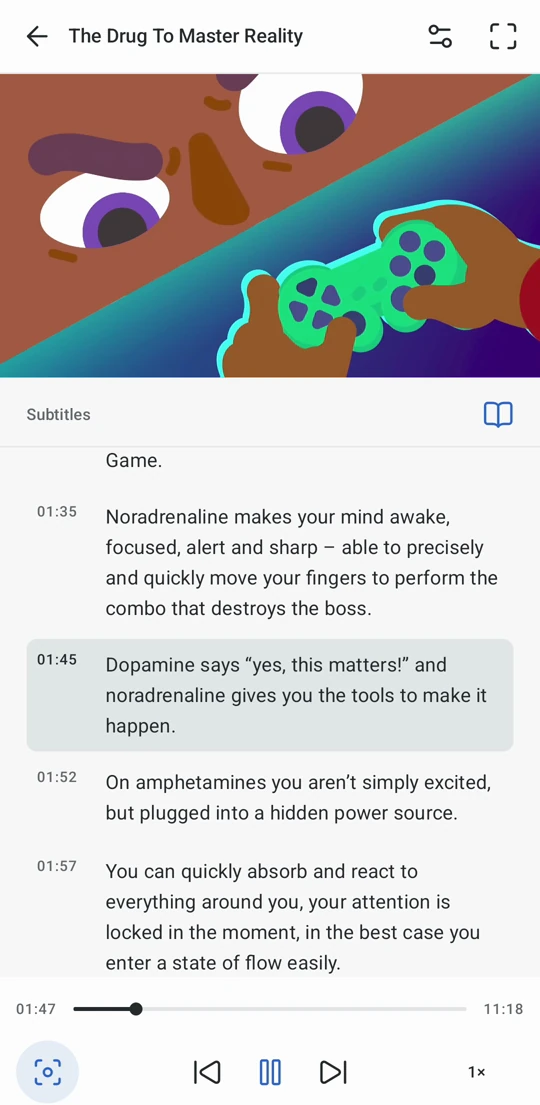 The Drug To Master Reality
Subtitles
Game.
01:35
Noradrenaline makes your mind awake,
focused, alert and sharp – able to precisely
and quickly move your fingers to perform the
combo that destroys the boss.
01:45
Dopamine says “yes, this matters!” and
noradrenaline gives you the tools to make it
happen.
01:52
On amphetamines you aren’t simply excited,
but plugged into a hidden power source.
01:57
You can quickly absorb and react to
everything around you, your attention is
locked in the moment, in the best case you
enter a state of flow easily.
01:47
11:18
1×